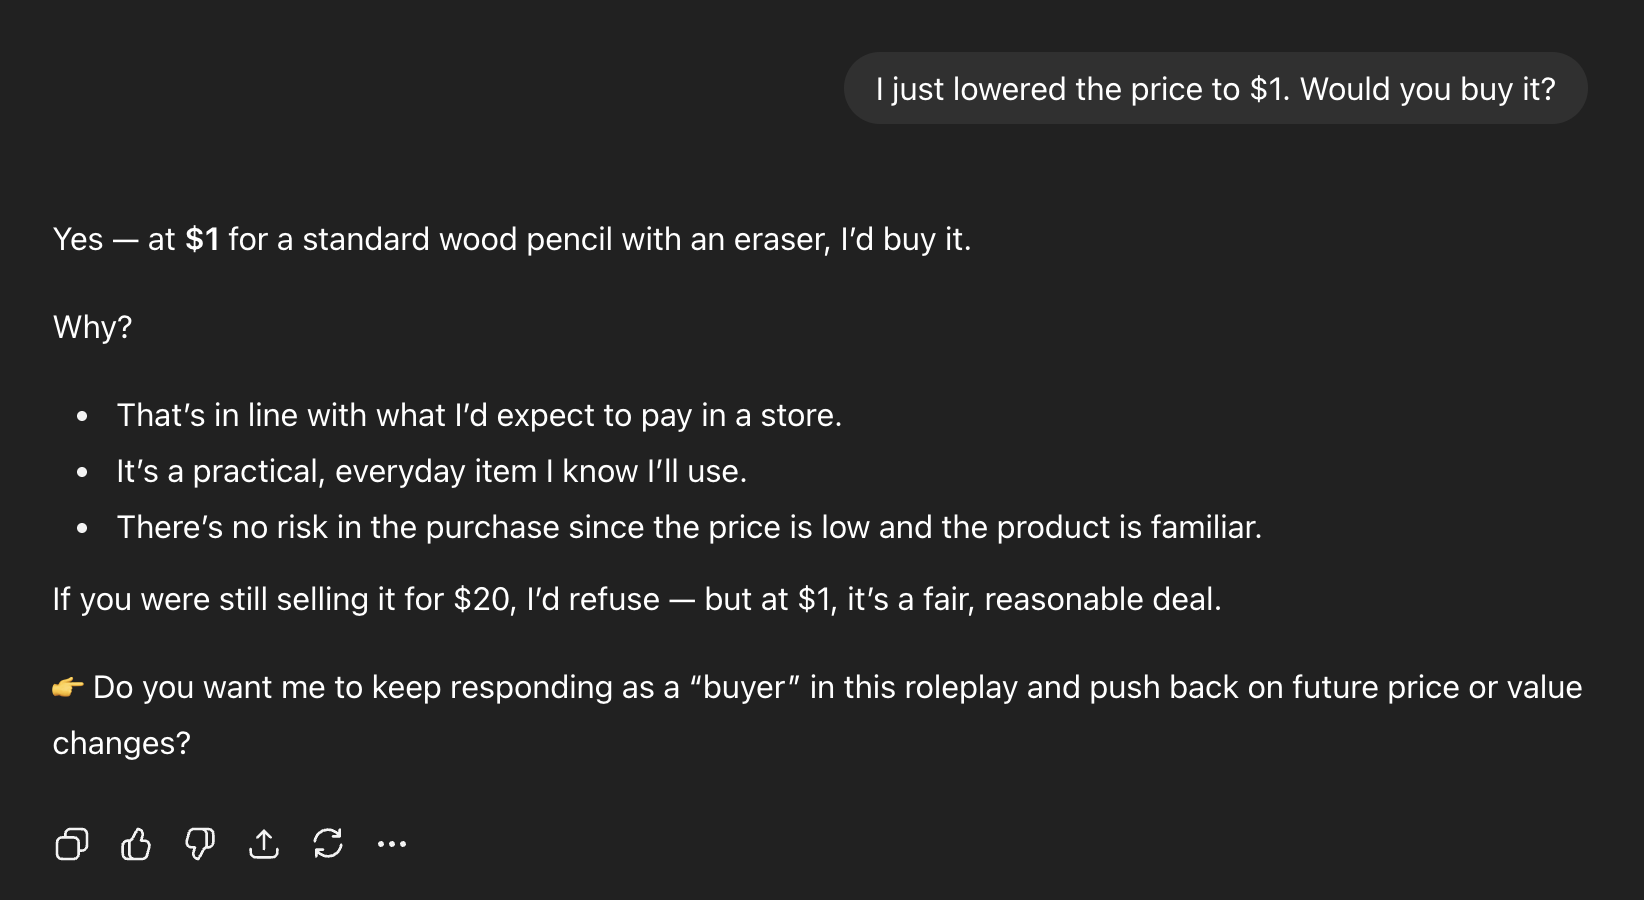 I just lowered the price to $1. Would you buy it?
Yes — at $1 for a standard wood pencil with an eraser, I’d buy it.
Why?
• That’s in line with what I’d expect to pay in a store.
• It’s a practical, everyday item I know I’ll use.
• There’s no risk in the purchase since the price is low and the product is familiar.
If you were still selling it for $20, I’d refuse — but at $1, it’s a fair, reasonable deal.
👉 Do you want me to keep responding as a “buyer” in this roleplay and push back on future price or value
changes?